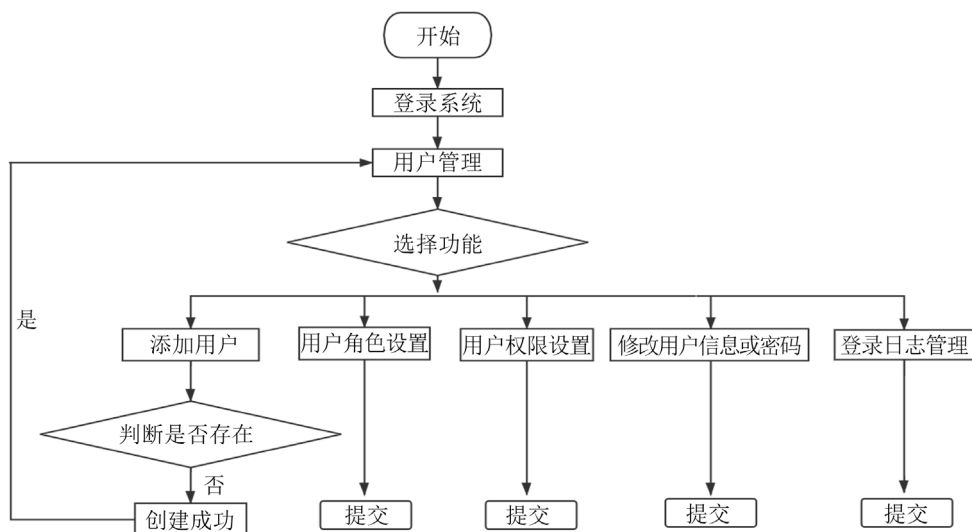 开始
登录系统
用户管理
选择功能
是
添加用户
用户角色设置
用户权限设置
修改用户信息或密码
登录日志管理
判断是否存在
否
创建成功
提交
提交
提交
提交